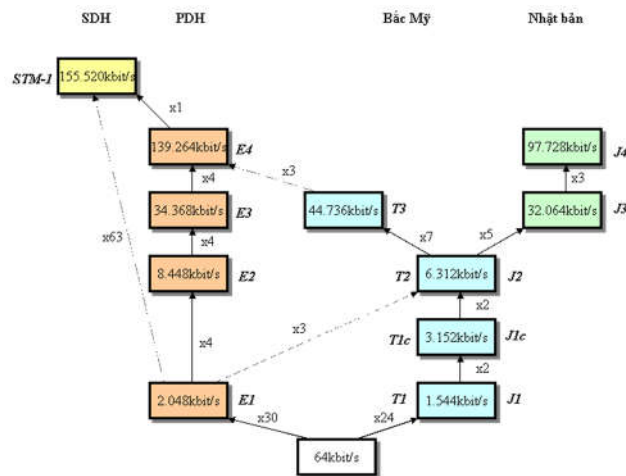 SDH PDH Bắc Mỹ Nhật bản
STM-1 155.520kbit/s
x1
139.264kbit/s E4 97.728kbit/s J4
x4 x3 x3
34.368kbit/s E3 44.736kbit/s T3 32.064kbit/s J3
x63 x4 x7 x5
8.448kbit/s E2 T2 6.312kbit/s J2
x2
x4 x3 T1c 3.152kbit/s J1c
x2
2.048kbit/s E1 T1 1.544kbit/s J1
x30 x24
64kbit/s